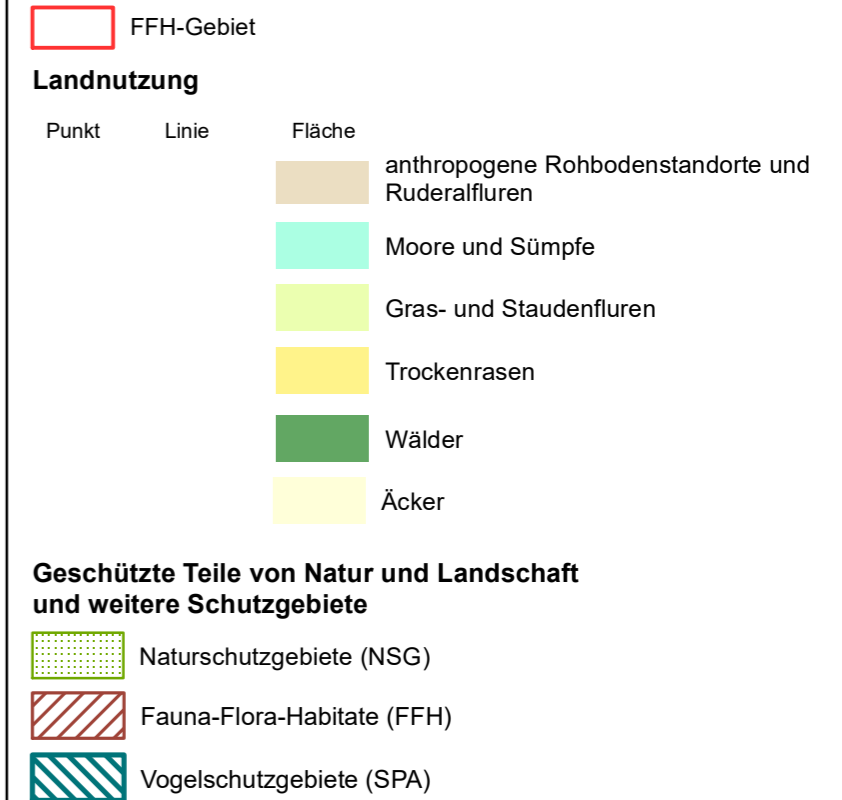 FFH-Gebiet
Landnutzung
Punkt Linie Fläche
anthropogene Rohbodenstandorte und
Ruderalfluren
Moore und Sümpfe
Gras- und Staudenfluren
Trockenrasen
Wälder
Äcker
Geschützte Teile von Natur und Landschaft
und weitere Schutzgebiete
Naturschutzgebiete (NSG)
Fauna-Flora-Habitate (FFH)
Vogelschutzgebiete (SPA)